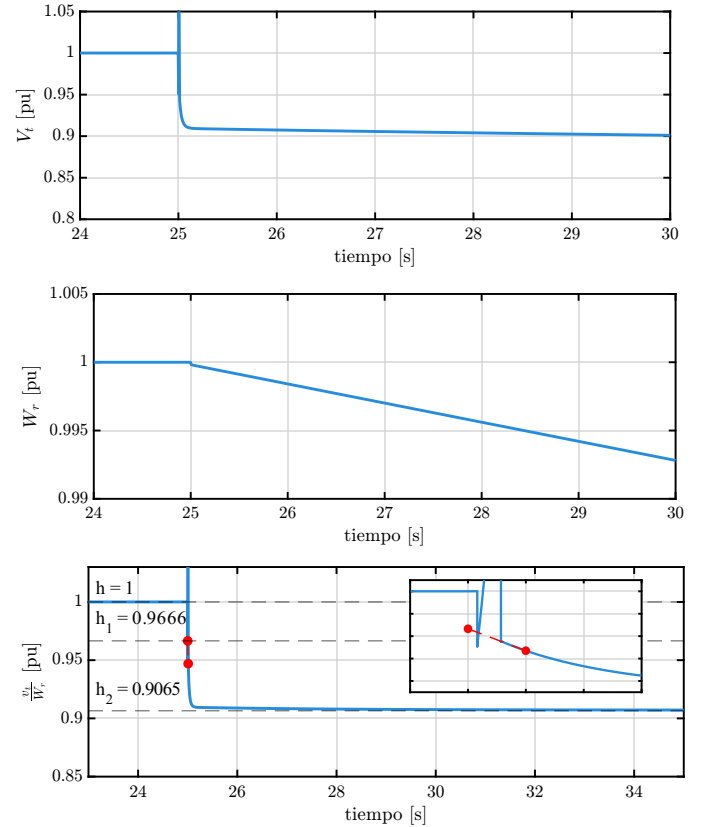 1.05
1
0.95
0.9
0.85
0.8
V_t [pu]
24 25 26 27 28 29 30
tiempo [s]
1.005
1
0.995
0.99
W_r [pu]
24 25 26 27 28 29 30
tiempo [s]
h = 1
1
h_1 = 0.9666
0.95
h_2 = 0.9065
0.9
0.85
v_t/W_r [pu]
24 26 28 30 32 34
tiempo [s]